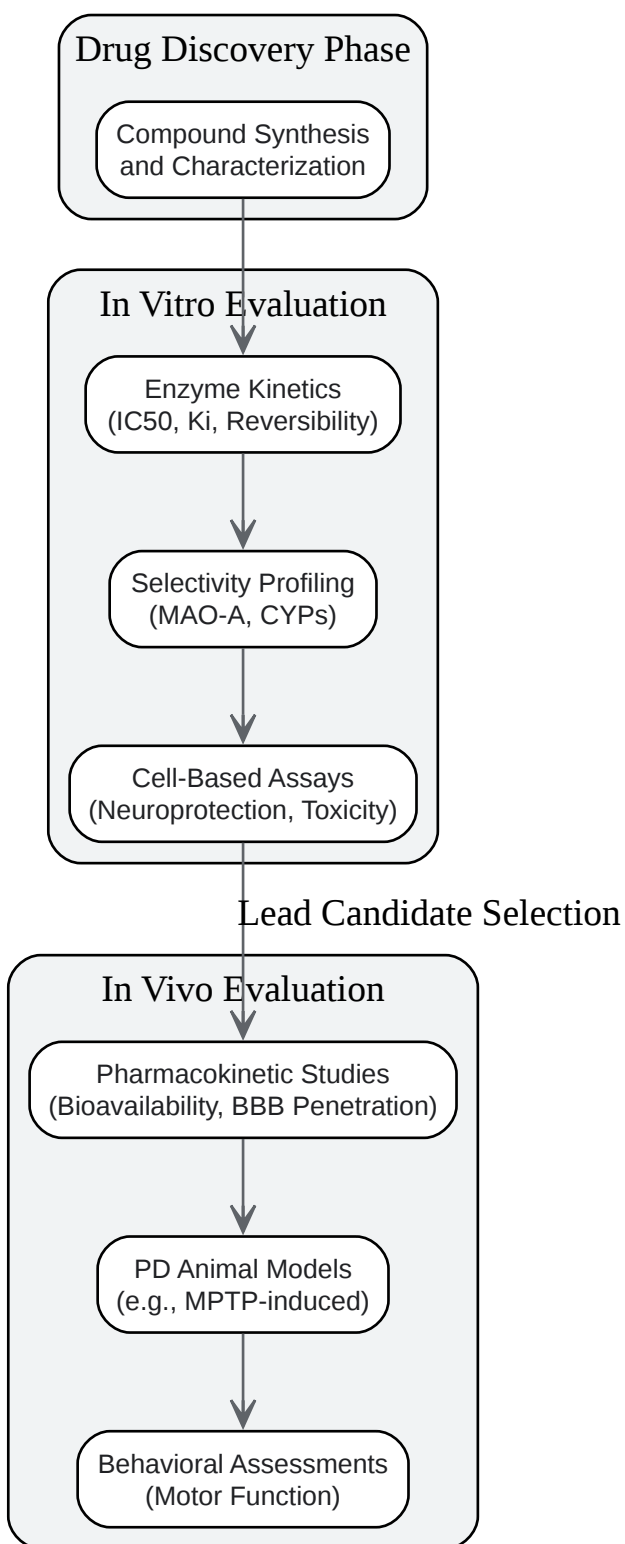 Drug Discovery Phase
Compound Synthesis
and Characterization
In Vitro Evaluation
Enzyme Kinetics
(IC50, Ki, Reversibility)
Selectivity Profiling
(MAO-A, CYPs)
Cell-Based Assays
(Neuroprotection, Toxicity)
Lead Candidate Selection
In Vivo Evaluation
Pharmacokinetic Studies
(Bioavailability, BBB Penetration)
PD Animal Models
(e.g., MPTP-induced)
Behavioral Assessments
(Motor Function)